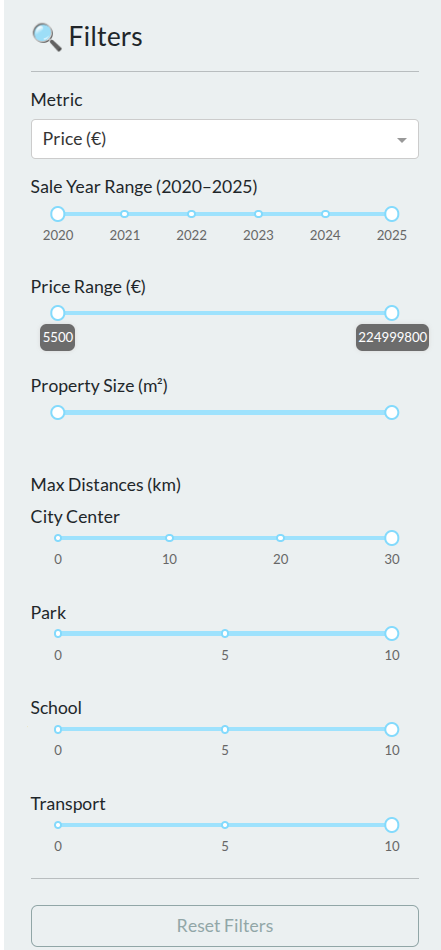 🔍 Filters
Metric
Price (€)
Sale Year Range (2020–2025)
2020 2021 2022 2023 2024 2025
Price Range (€)
5500 224999800
Property Size (m²)
Max Distances (km)
City Center
0 10 20 30
Park
0 5 10
School
0 5 10
Transport
0 5 10
Reset Filters